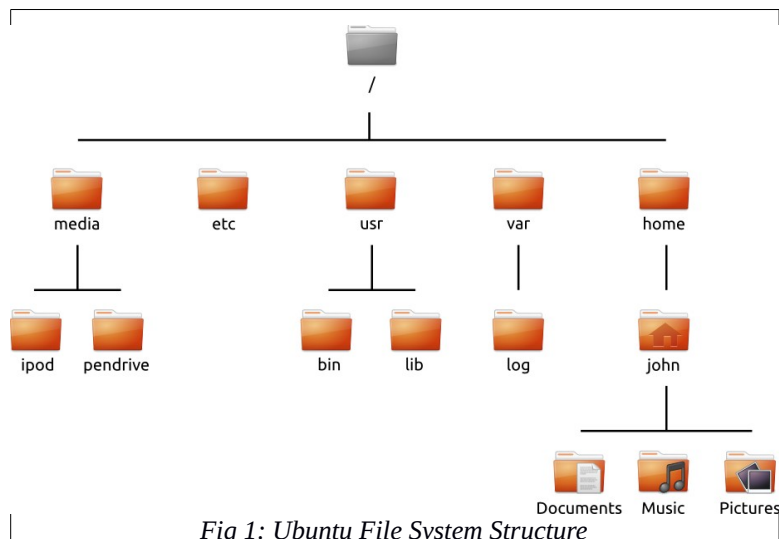 /
media etc usr var home
ipod pendrive bin lib log john
Documents Music Pictures
Fig 1: Ubuntu File System Structure